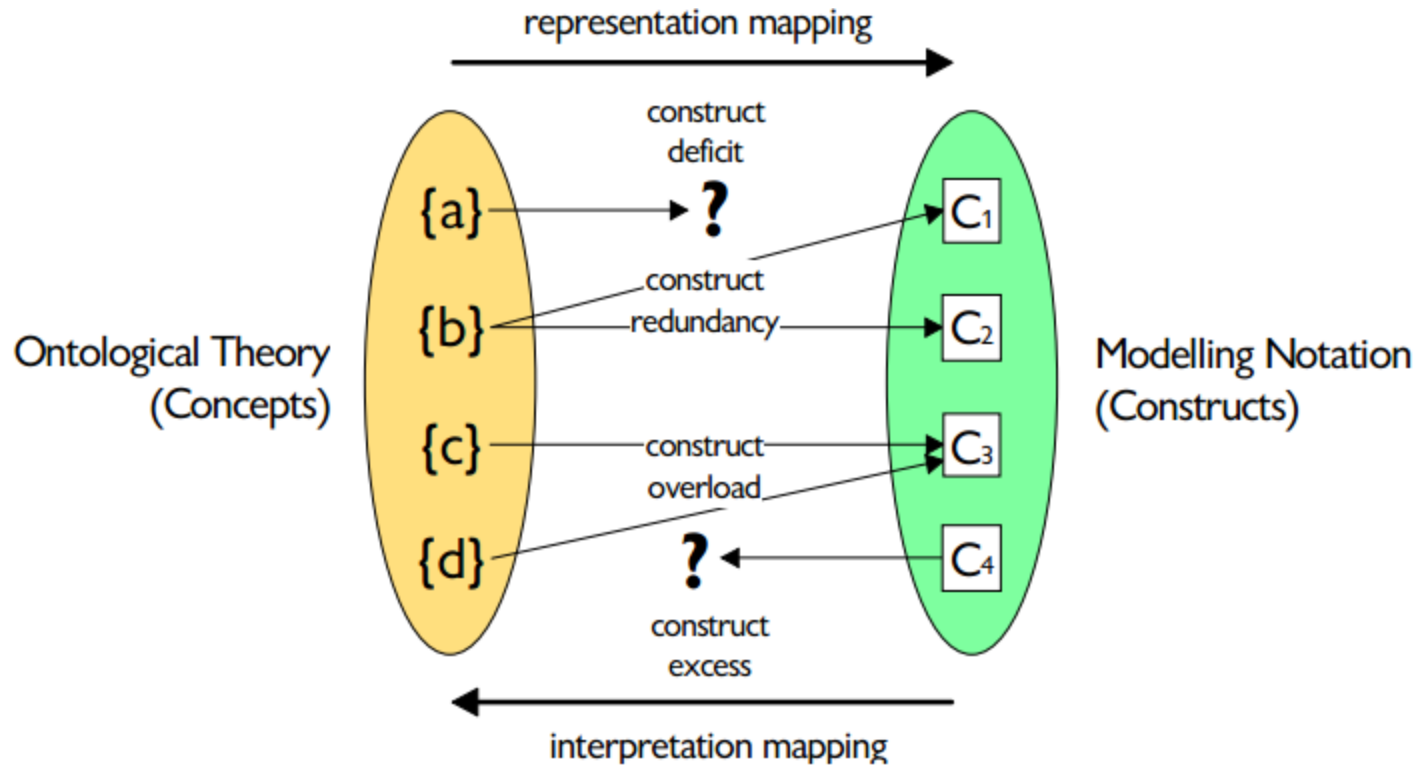 representation mapping
construct
deficit
{a} ? C1
construct
{b} redundancy C2
Ontological Theory
(Concepts)
Modelling Notation
(Constructs)
{c} construct C3
overload
{d} ? C4
construct
excess
interpretation mapping